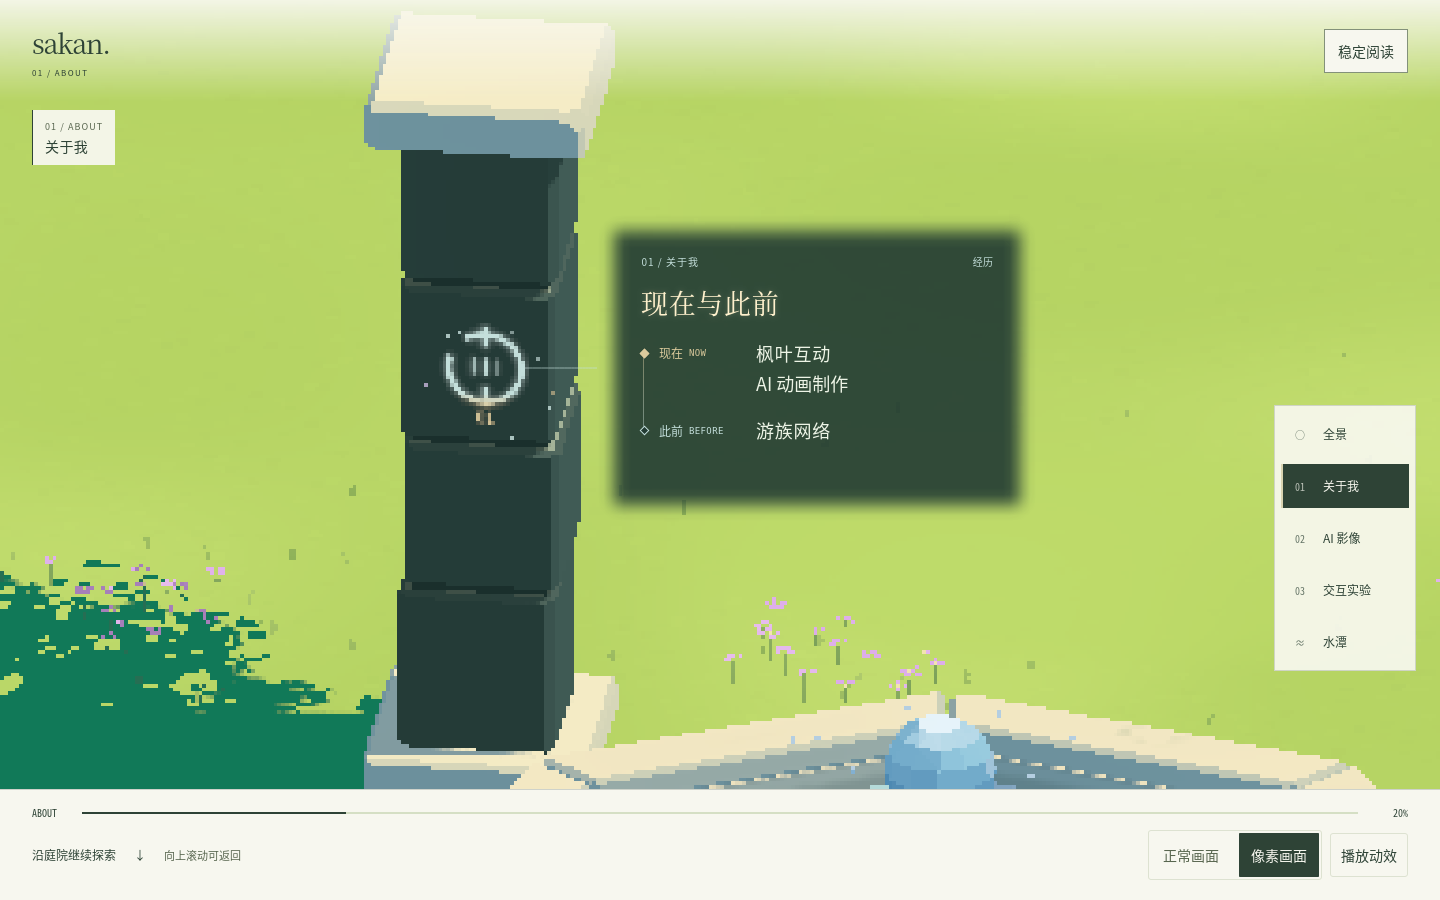 sakan.
01 / ABOUT
稳定阅读
01 / ABOUT
关于我
01 / 关于我
经历
现在与此前
现在 NOW
枫叶互动
AI 动画制作
此前 BEFORE
游族网络
全景
01 关于我
02 AI 影像
03 交互实验
≈ 水潭
ABOUT
20%
沿庭院继续探索 ↓ 向上滚动可返回
正常画面
像素画面
播放动效